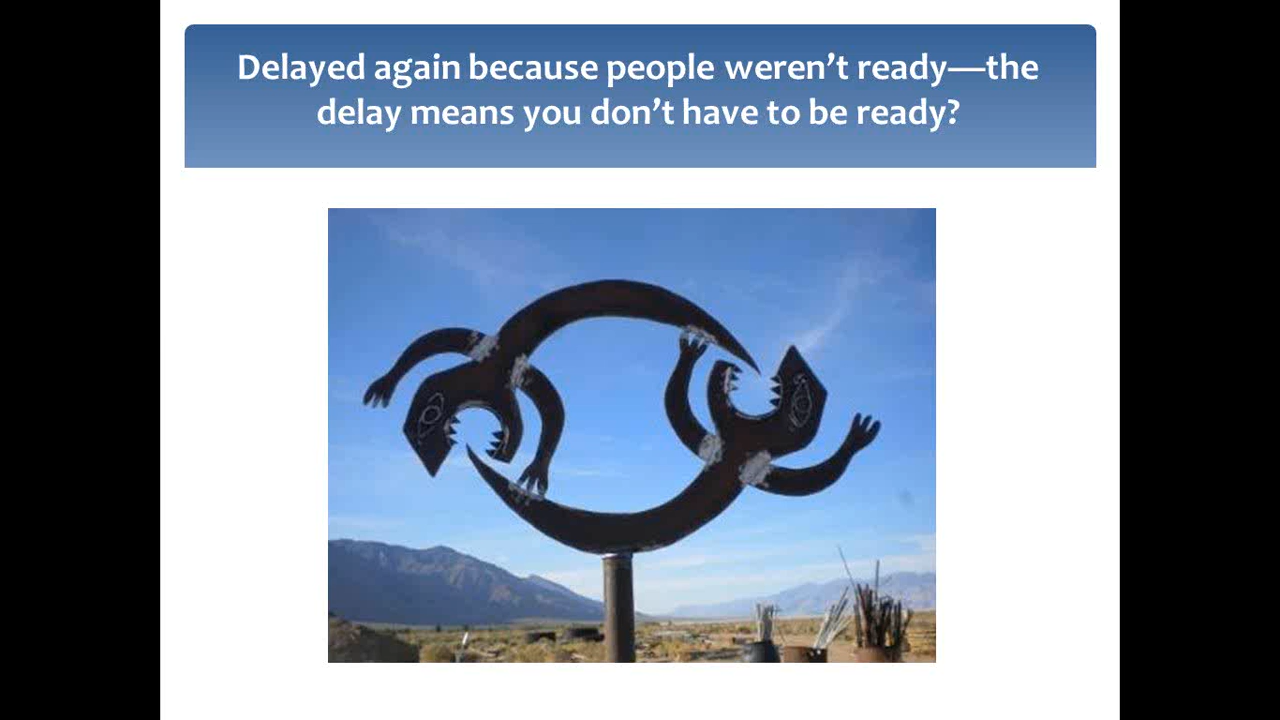 Delayed again because people weren’t ready—the
delay means you don’t have to be ready?